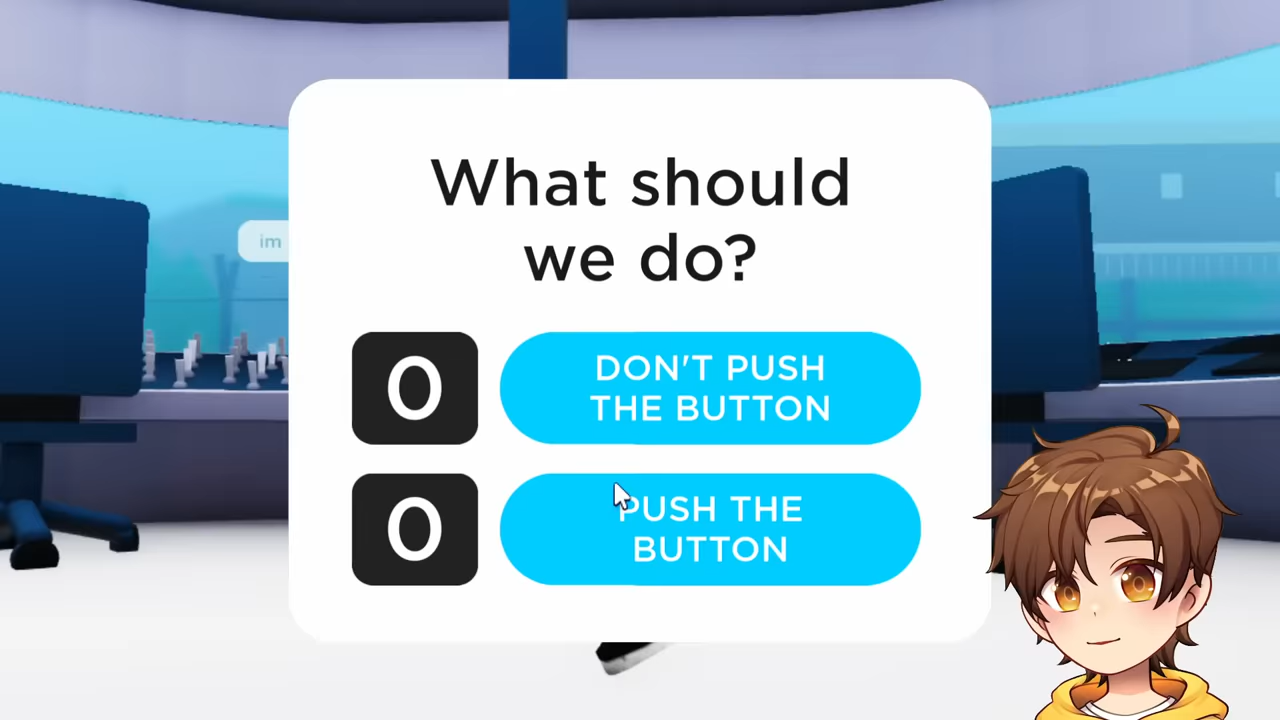 What should
we do?
im
0
DON'T PUSH
THE BUTTON
0
PUSH THE
BUTTON